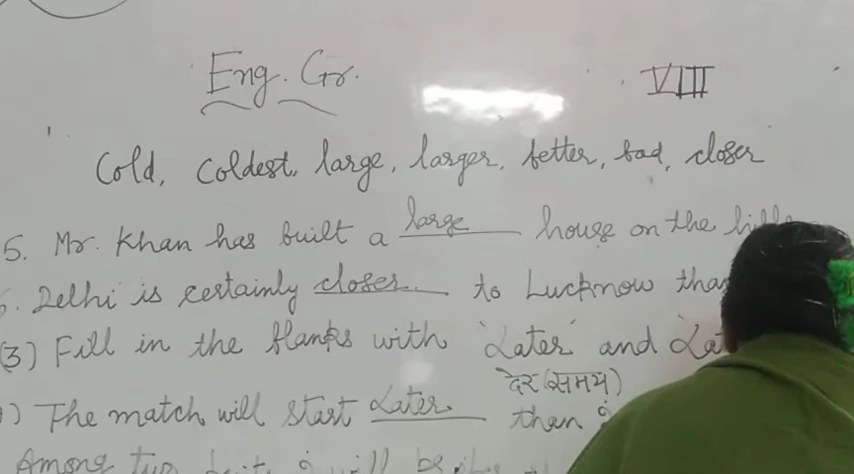 Eng. Gr. VIII
Cold, Coldest, large, larger, better, bad, closer
5. Mr. Khan has built a large house on the
Delhi is certainly closer to Lucknow than
(3) Fill in the blanks with 'Later' and
देर (समय)
) The match will start Later than
Among two